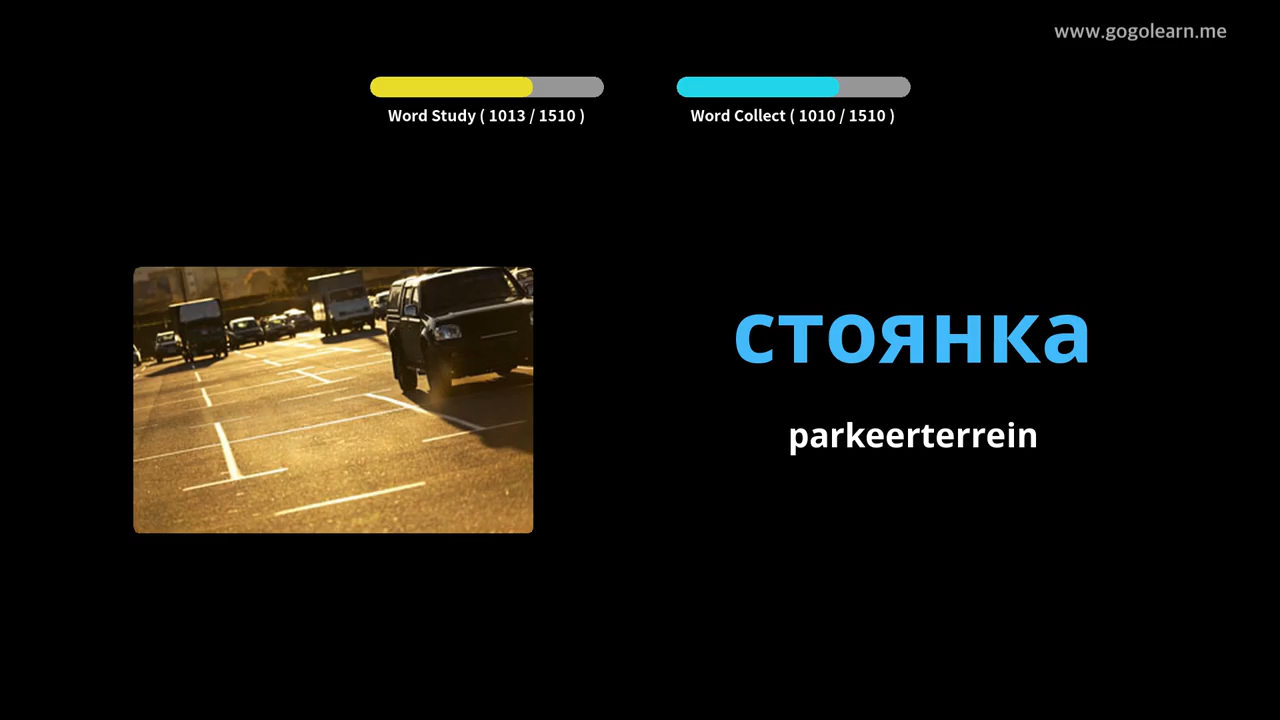 www.gogolearn.me
Word Study ( 1013 / 1510 )
Word Collect ( 1010 / 1510 )
стоянка
parkeerterrein